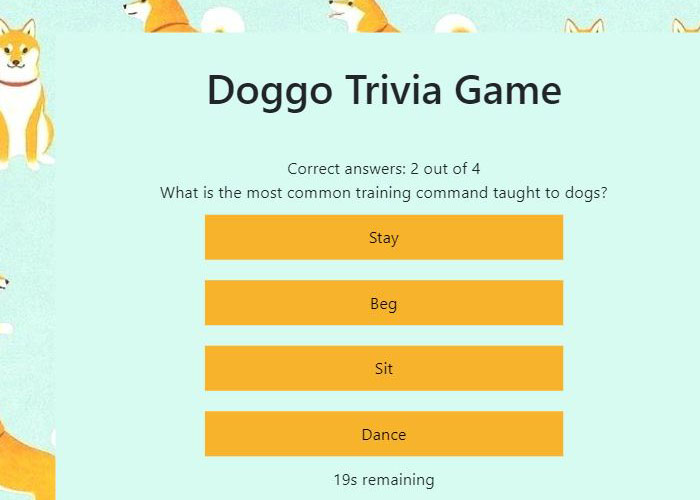 Doggo Trivia Game
Correct answers: 2 out of 4
What is the most common training command taught to dogs?
Stay
Beg
Sit
Dance
19s remaining